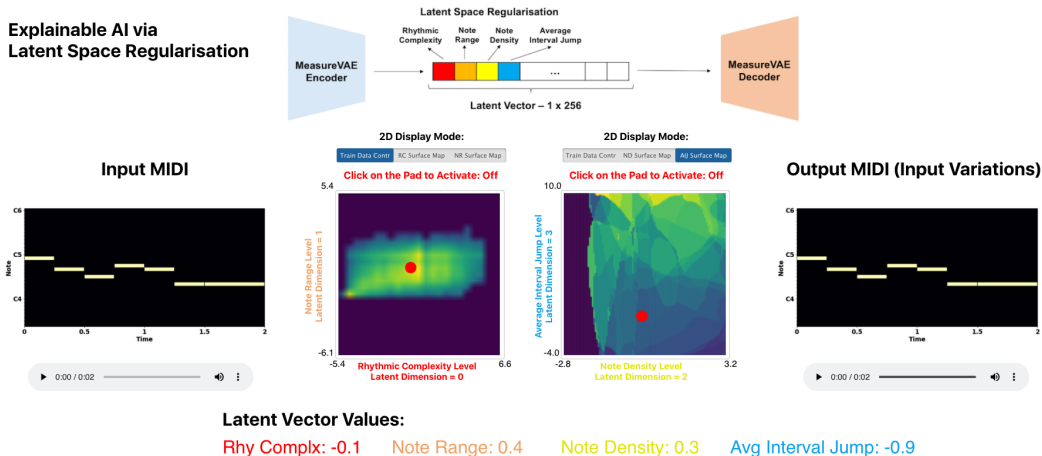 Explainable AI via
Latent Space Regularisation
Latent Space Regularisation
Rhythmic
Complexity
Note
Range
Note
Density
Average
Interval Jump
MeasureVAE
Encoder
...
MeasureVAE
Decoder
Latent Vector – 1 x 256
Input MIDI
C6
C5
C4
Note
0
0.5
1
1.5
2
Time
0:00 / 0:02
2D Display Mode:
Train Data Contr
RC Surface Map
NR Surface Map
Click on the Pad to Activate: Off
5.4
Note Range Level
Latent Dimension = 1
-6.1
-5.4
6.6
Rhythmic Complexity Level
Latent Dimension = 0
2D Display Mode:
Train Data Contr
ND Surface Map
AIJ Surface Map
Click on the Pad to Activate: Off
10.0
Average Interval Jump Level
Latent Dimension = 3
-4.0
-2.8
3.2
Note Density Level
Latent Dimension = 2
Output MIDI (Input Variations)
C6
C5
C4
Note
0
0.5
1
1.5
2
Time
0:00 / 0:02
Latent Vector Values:
Rhy Complx: -0.1 Note Range: 0.4 Note Density: 0.3 Avg Interval Jump: -0.9